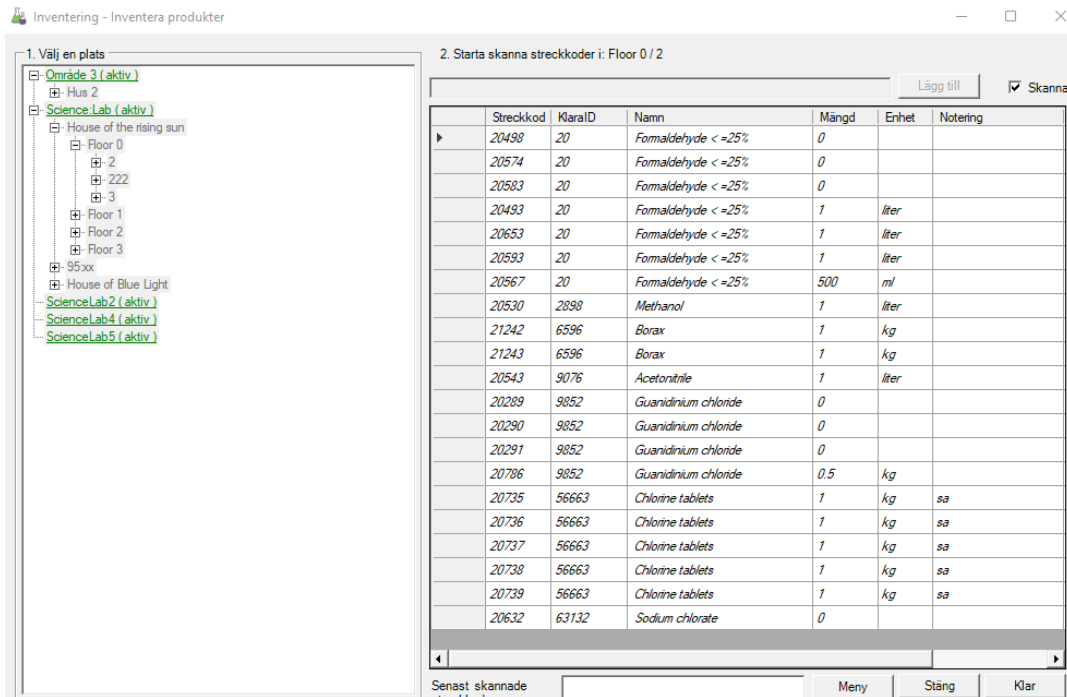 Inventering - Inventera produkter
1. Välj en plats
Område 3 ( aktiv )
Hus 2
Science:Lab ( aktiv )
House of the rising sun
Floor 0
2
222
3
Floor 1
Floor 2
Floor 3
95:xx
House of Blue Light
ScienceLab2 ( aktiv )
ScienceLab4 ( aktiv )
ScienceLab5 ( aktiv )
2. Starta skanna streckkoder i: Floor 0 / 2
Lägg till Skanna
Streckkod KlaraID Namn Mängd Enhet Notering
20498 20 Formaldehyde < =25% 0
20574 20 Formaldehyde < =25% 0
20583 20 Formaldehyde < =25% 0
20493 20 Formaldehyde < =25% 1 liter
20653 20 Formaldehyde < =25% 1 liter
20593 20 Formaldehyde < =25% 1 liter
20567 20 Formaldehyde < =25% 500 ml
20530 2898 Methanol 1 liter
21242 6596 Borax 1 kg
21243 6596 Borax 1 kg
20543 9076 Acetonitrile 1 liter
20289 9852 Guanidinium chloride 0
20290 9852 Guanidinium chloride 0
20291 9852 Guanidinium chloride 0
20786 9852 Guanidinium chloride 0.5 kg
20735 56663 Chlorine tablets 1 kg sa
20736 56663 Chlorine tablets 1 kg sa
20737 56663 Chlorine tablets 1 kg sa
20738 56663 Chlorine tablets 1 kg sa
20739 56663 Chlorine tablets 1 kg sa
20632 63132 Sodium chlorate 0
Senast skannade
Meny Stäng Klar